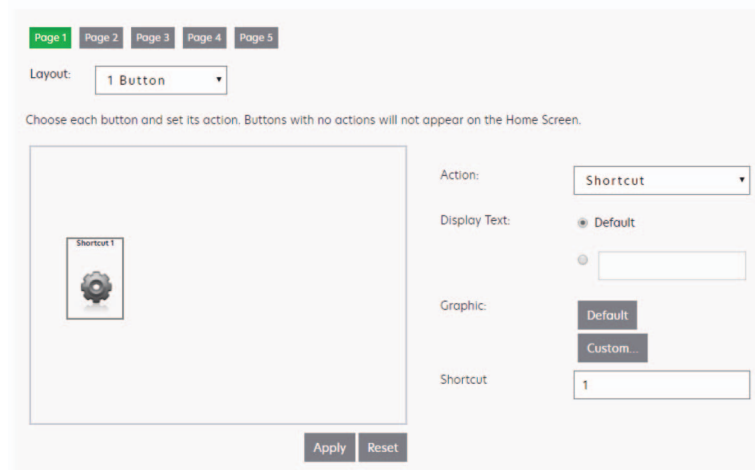 Page 1 Page 2 Page 3 Page 4 Page 5
Layout: 1 Button
Choose each button and set its action. Buttons with no actions will not appear on the Home Screen.
Shortcut 1
Action: Shortcut
Display Text: Default
Graphic: Default
Custom...
Shortcut 1
Apply Reset